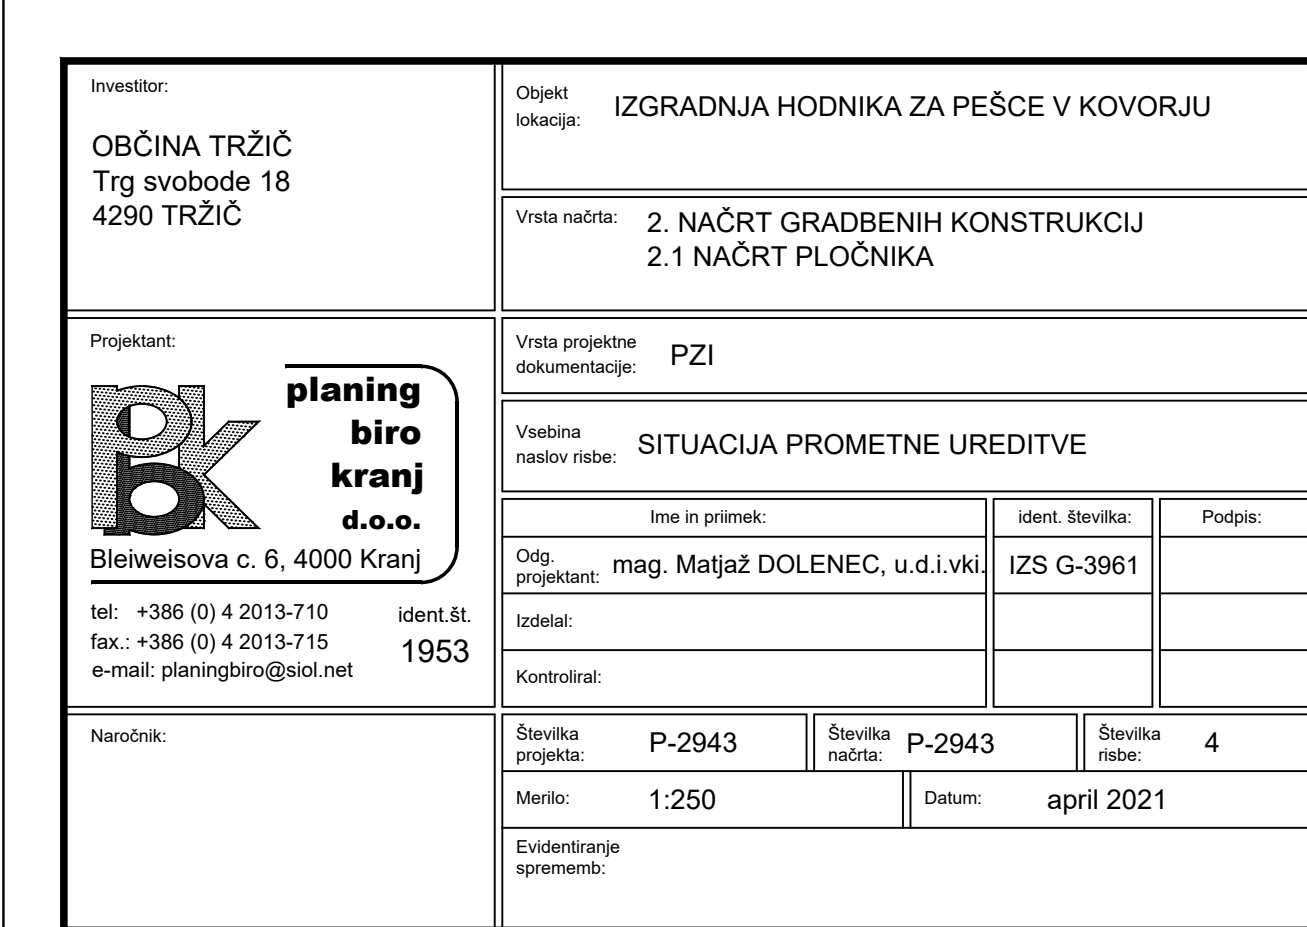 Investitor:
OBČINA TRŽIČ
Trg svobode 18
4290 TRŽIČ
Objekt
lokacija:
IZGRADNJA HODNIKA ZA PEŠCE V KOVORJU
Vrsta načrta:
2. NAČRT GRADBENIH KONSTRUKCIJ
2.1 NAČRT PLOČNIKA
Projektant:
pbk
planing
biro
kranj
d.o.o.
Bleiweisova c. 6, 4000 Kranj
tel: +386 (0) 4 2013-710
fax.: +386 (0) 4 2013-715
e-mail: planingbiro@siol.net
ident.št.
1953
Vrsta projektne
dokumentacije:
PZI
Vsebina
naslov risbe:
SITUACIJA PROMETNE UREDITVE
Ime in priimek:
ident. številka:
Podpis:
Odg.
projektant:
mag. Matjaž DOLENEC, u.d.i.vki.
IZS G-3961
Izdelal:
Kontroliral:
Naročnik:
Številka
projekta:
P-2943
Številka
načrta:
P-2943
Številka
risbe:
4
Merilo:
1:250
Datum:
april 2021
Evidentiranje
sprememb: